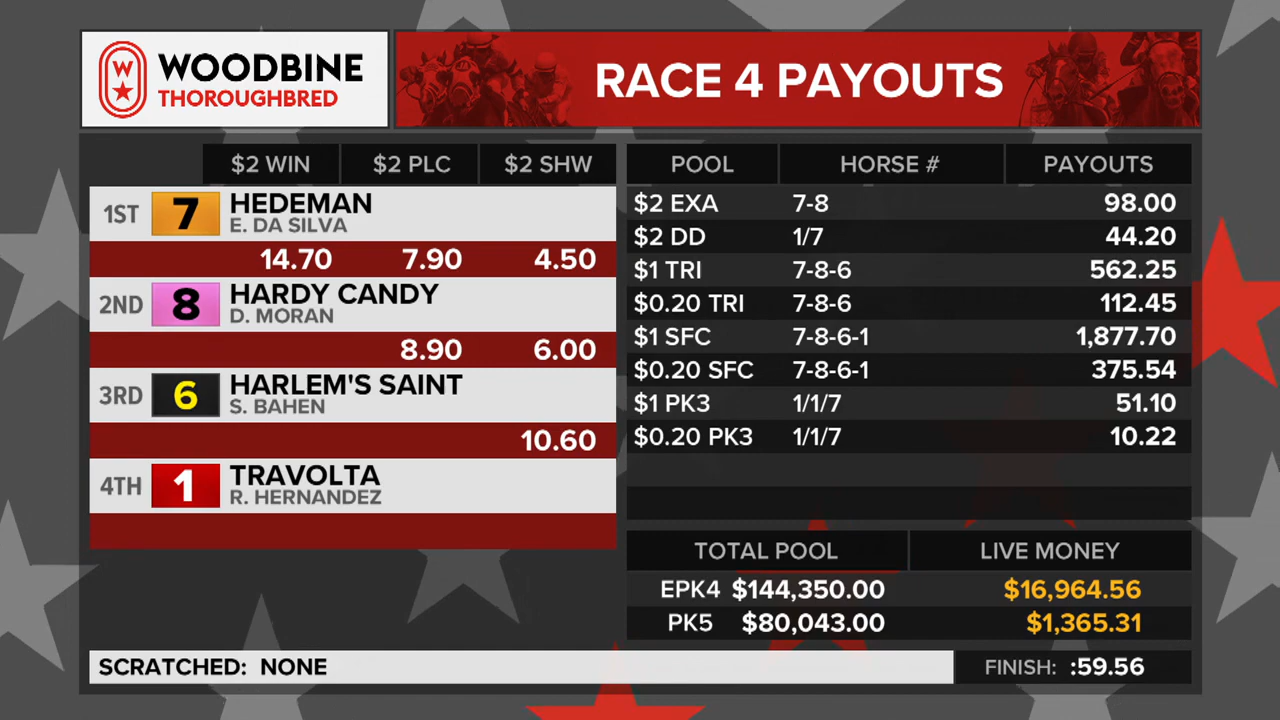 W
WOODBINE
THOROUGHBRED
RACE 4 PAYOUTS
$2 WIN $2 PLC $2 SHW
1ST 7 HEDEMAN
E. DA SILVA
14.70 7.90 4.50
2ND 8 HARDY CANDY
D. MORAN
8.90 6.00
3RD 6 HARLEM'S SAINT
S. BAHEN
10.60
4TH 1 TRAVOLTA
R. HERNANDEZ
POOL HORSE # PAYOUTS
$2 EXA 7-8 98.00
$2 DD 1/7 44.20
$1 TRI 7-8-6 562.25
$0.20 TRI 7-8-6 112.45
$1 SFC 7-8-6-1 1,877.70
$0.20 SFC 7-8-6-1 375.54
$1 PK3 1/1/7 51.10
$0.20 PK3 1/1/7 10.22
TOTAL POOL LIVE MONEY
EPK4 $144,350.00 $16,964.56
PK5 $80,043.00 $1,365.31
SCRATCHED: NONE
FINISH: :59.56